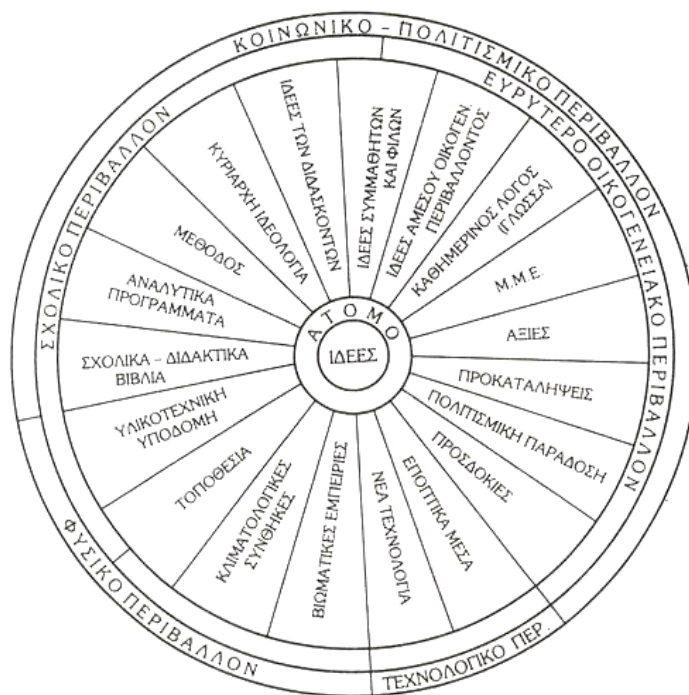 ΚΟΙΝΩΝΙΚΟ – ΠΟΛΙΤΙΣΜΙΚΟ ΠΕΡΙΒΑΛΛΟΝ
ΕΥΡΥΤΕΡΟ ΟΙΚΟΓΕΝΕΙΑΚΟ ΠΕΡΙΒΑΛΛΟΝ
ΣΧΟΛΙΚΟ ΠΕΡΙΒΑΛΛΟΝ
ΦΥΣΙΚΟ ΠΕΡΙΒΑΛΛΟΝ
ΤΕΧΝΟΛΟΓΙΚΟ ΠΕΡ.
ΙΔΕΕΣ ΣΥΜΜΑΘΗΤΩΝ
ΚΑΙ ΦΙΛΩΝ
ΙΔΕΕΣ ΑΜΕΣΟΥ ΟΙΚΟΓΕΝ.
ΠΕΡΙΒΑΛΛΟΝΤΟΣ
ΚΑΘΗΜΕΡΙΝΟΣ ΛΟΓΟΣ
(ΓΛΩΣΣΑ)
Μ.Μ.Ε.
ΑΞΙΕΣ
ΠΡΟΚΑΤΑΛΗΨΕΙΣ
ΠΟΛΙΤΙΣΜΙΚΗ ΠΑΡΑΔΟΣΗ
ΠΡΟΣΔΟΚΙΕΣ
ΕΠΟΠΤΙΚΑ ΜΕΣΑ
ΝΕΑ ΤΕΧΝΟΛΟΓΙΑ
ΒΙΩΜΑΤΙΚΕΣ ΕΜΠΕΙΡΙΕΣ
ΚΛΙΜΑΤΟΛΟΓΙΚΕΣ
ΣΥΝΘΗΚΕΣ
ΤΟΠΟΘΕΣΙΑ
ΥΛΙΚΟΤΕΧΝΙΚΗ
ΥΠΟΔΟΜΗ
ΣΧΟΛΙΚΑ – ΔΙΔΑΚΤΙΚΑ
ΒΙΒΛΙΑ
ΑΝΑΛΥΤΙΚΑ
ΠΡΟΓΡΑΜΜΑΤΑ
ΜΕΘΟΔΟΣ
ΚΥΡΙΑΡΧΗ ΙΔΕΟΛΟΓΙΑ
ΙΔΕΕΣ ΤΩΝ ΔΙΔΑΣΚΟΝΤΩΝ
ΑΤΟΜΟ
ΙΔΕΕΣ